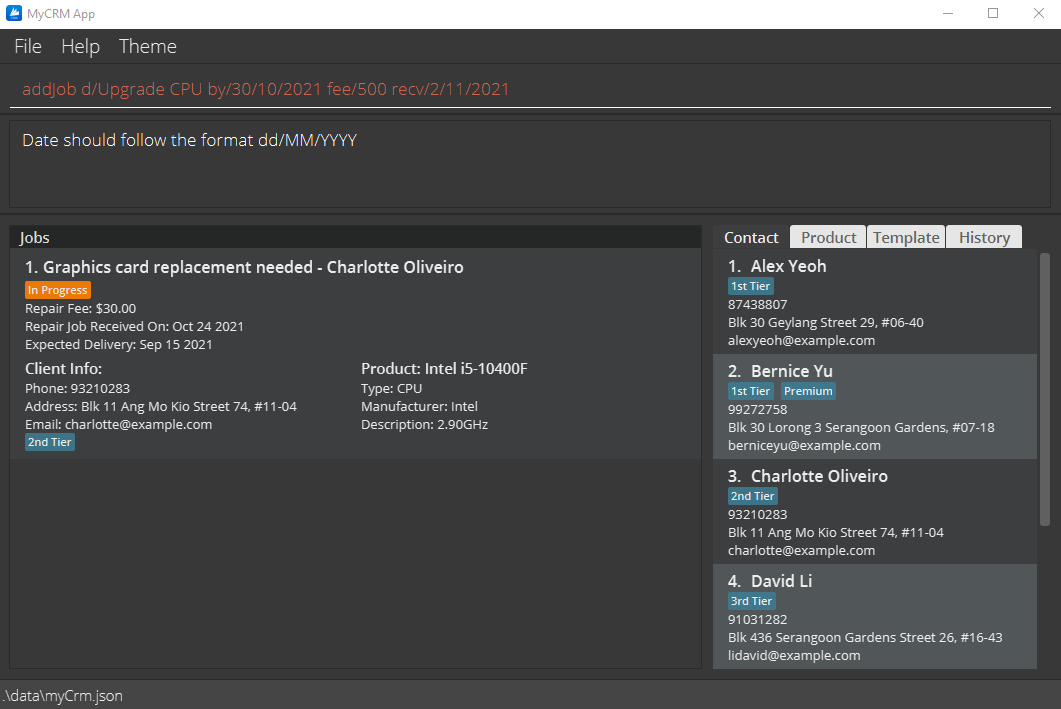 MyCRM App
File Help Theme
addJob d/Upgrade CPU by/30/10/2021 fee/500 recv/2/11/2021
Date should follow the format dd/MM/YYYY
Jobs
1. Graphics card replacement needed - Charlotte Oliveiro
In Progress
Repair Fee: $30.00
Repair Job Received On: Oct 24 2021
Expected Delivery: Sep 15 2021
Client Info:
Phone: 93210283
Address: Blk 11 Ang Mo Kio Street 74, #11-04
Email: charlotte@example.com
2nd Tier
Product: Intel i5-10400F
Type: CPU
Manufacturer: Intel
Description: 2.90GHz
Contact Product Template History
1. Alex Yeoh
1st Tier
87438807
Blk 30 Geylang Street 29, #06-40
alexyeoh@example.com
2. Bernice Yu
1st Tier Premium
99272758
Blk 30 Lorong 3 Serangoon Gardens, #07-18
berniceyu@example.com
3. Charlotte Oliveiro
2nd Tier
93210283
Blk 11 Ang Mo Kio Street 74, #11-04
charlotte@example.com
4. David Li
3rd Tier
91031282
Blk 436 Serangoon Gardens Street 26, #16-43
lidavid@example.com
.\data\myCrm.json